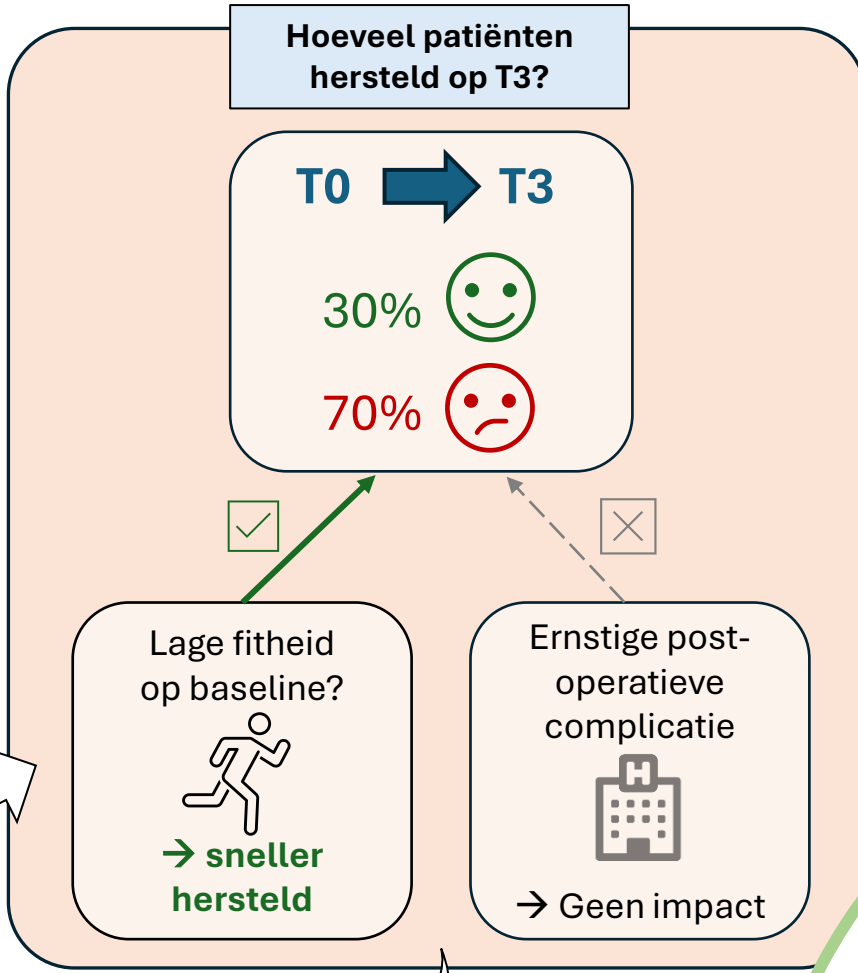 Hoeveel patiënten
hersteld op T3?
T0 T3
30%
70%
Lage fitheid
op baseline?
→ sneller
hersteld
Ernstige post-
operatieve
complicatie
H
→ Geen impact